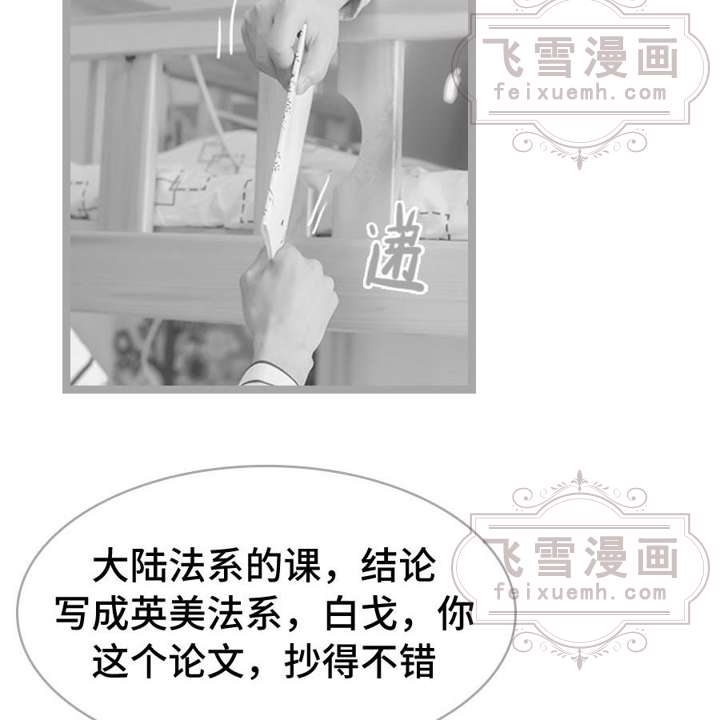 飞雪漫画
feixuemh.com
递
飞雪漫画
feixuemh.com
大陆法系的课，结论
写成英美法系，白戈，你
这个论文，抄得不错